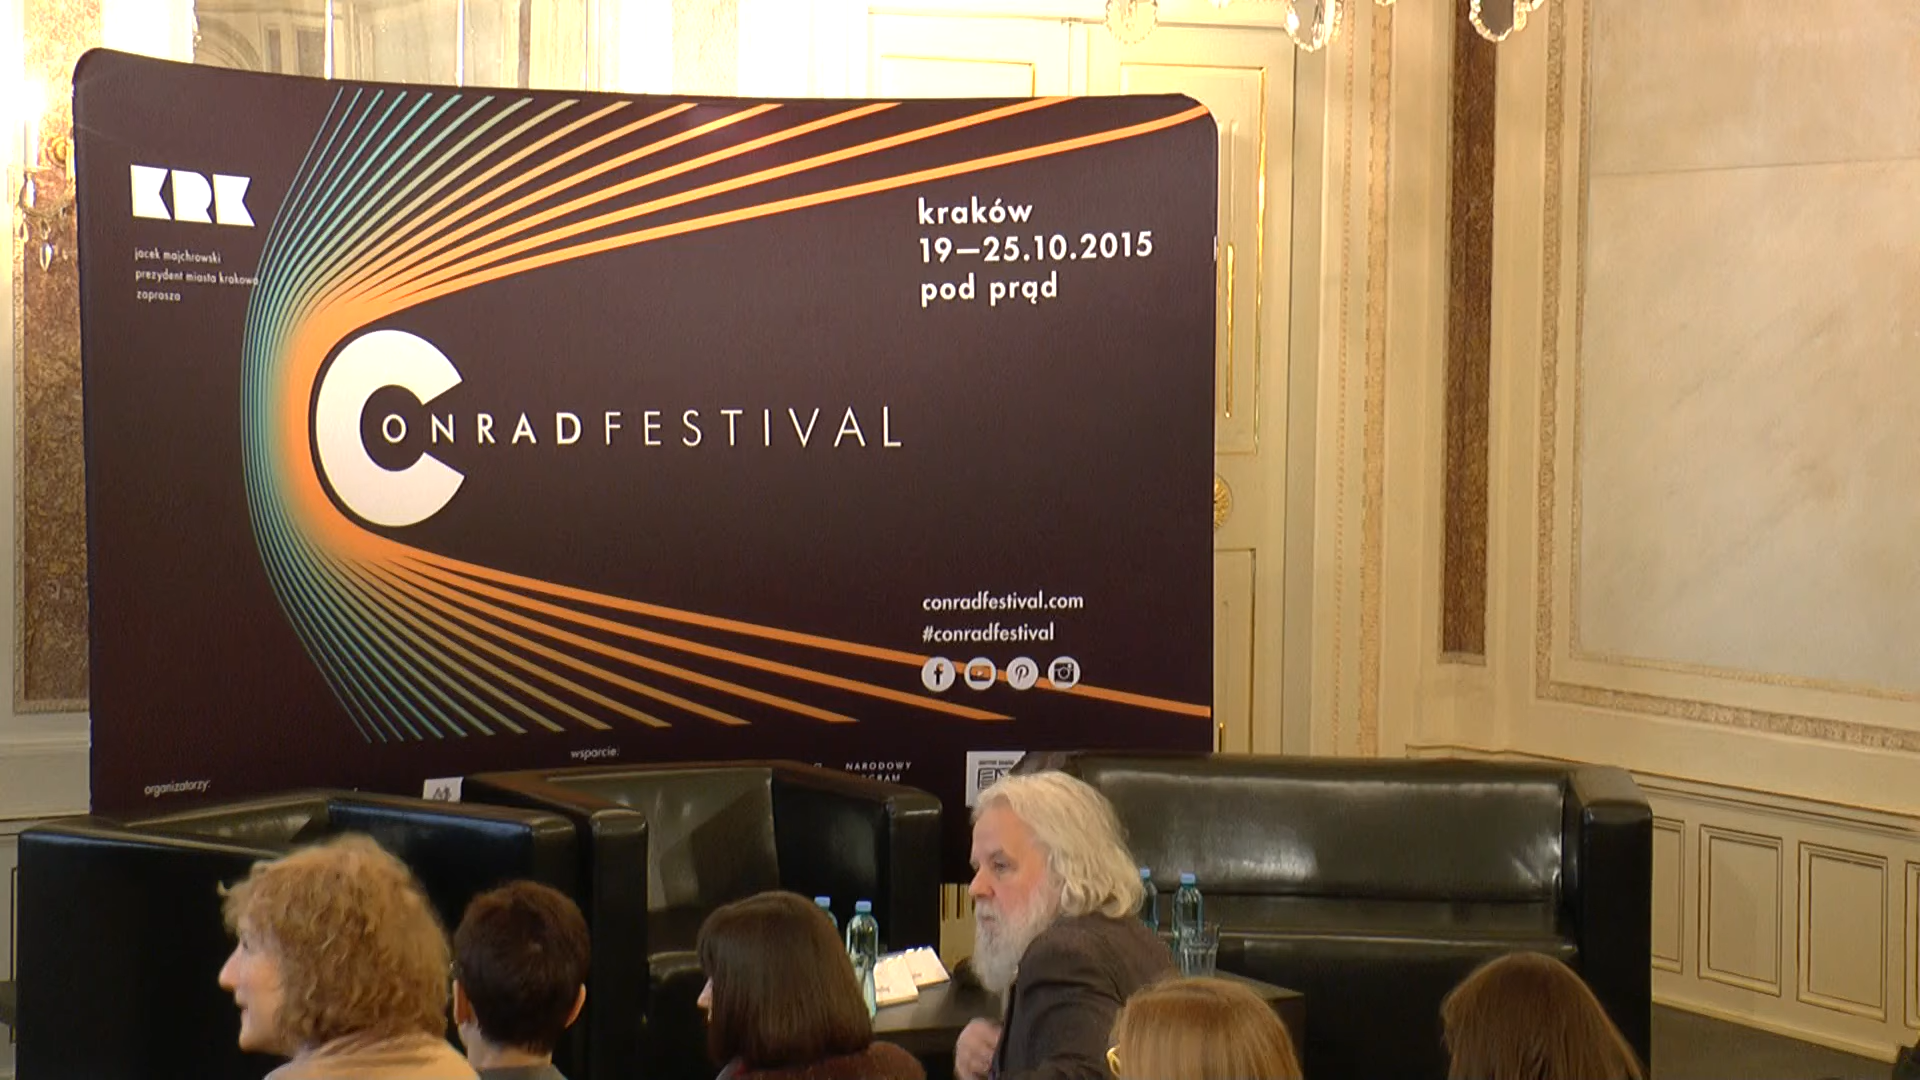 KRK
jacek majchrowski
prezydent miasta krakowa
zaprasza
kraków
19—25.10.2015
pod prąd
CONRADFESTIVAL
conradfestival.com
#conradfestival
wsparcie:
NARODOWY
organizatorzy: